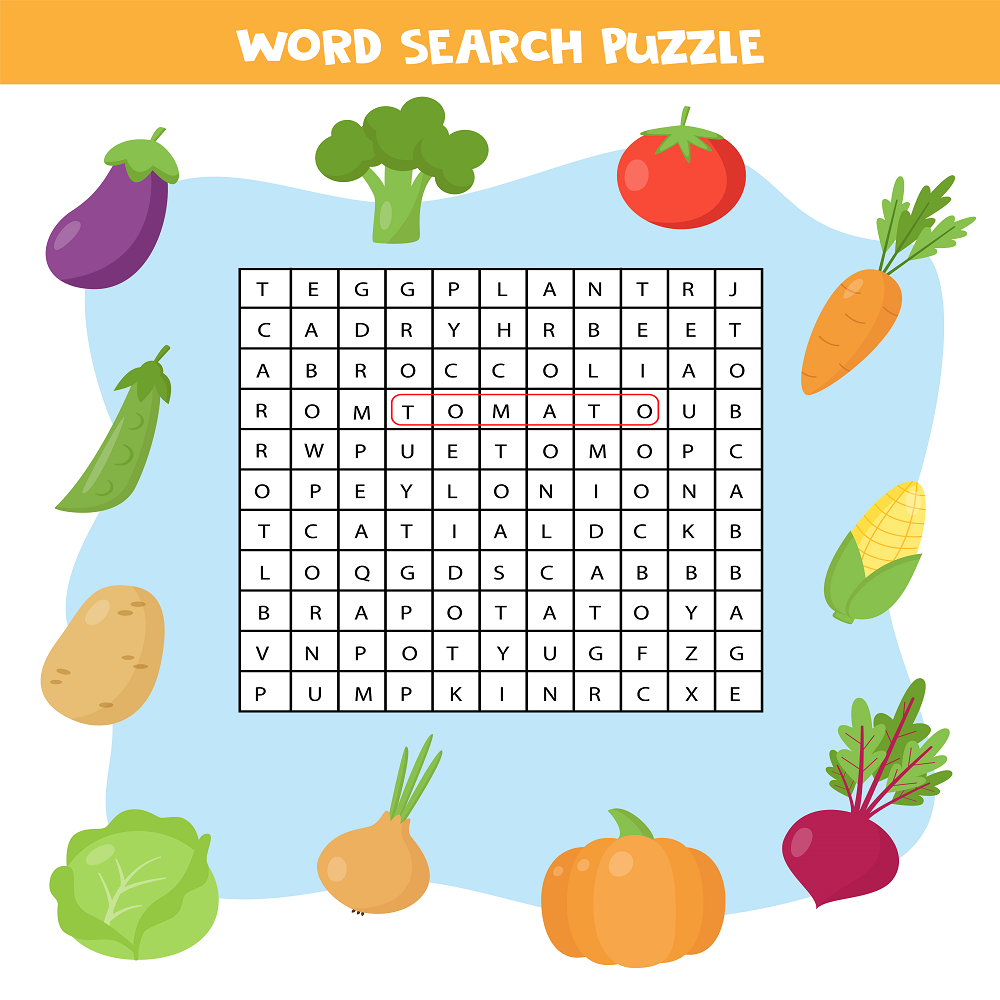 WORD SEARCH PUZZLE
T E G G P L A N T R J
C A D R Y H R B E E T
A B R O C C O L I A O
R O M T O M A T O U B
R W P U E T O M O P C
O P E Y L O N I O N A
T C A T I A L D C K B
L O Q G D S C A B B B
B R A P O T A T O Y A
V N P O T Y U G F Z G
P U M P K I N R C X E